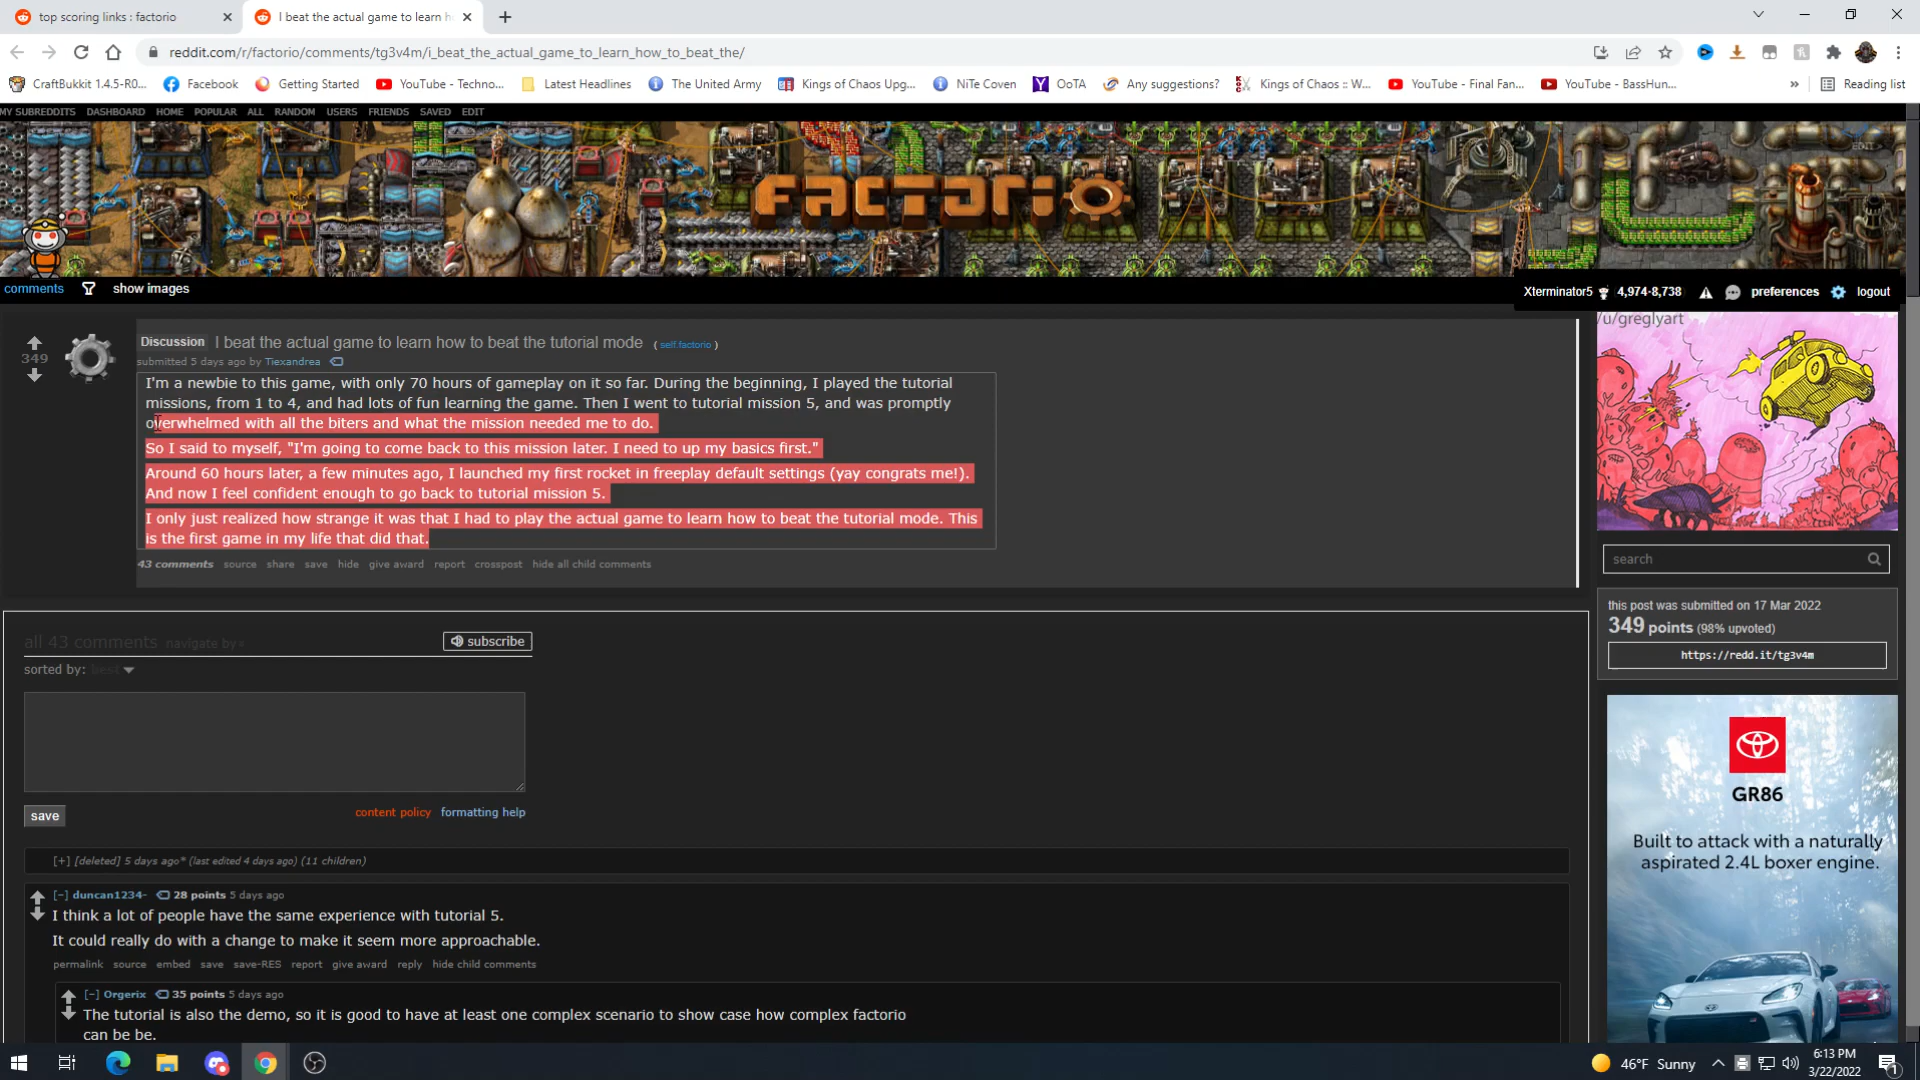 top scoring links : factorio
I beat the actual game to learn h
reddit.com/r/factorio/comments/tg3v4m/i_beat_the_actual_game_to_learn_how_to_beat_the/
CraftBukkit 1.4.5-R0... Facebook Getting Started YouTube - Techno... Latest Headlines The United Army Kings of Chaos Upg... NiTe Coven OoTA Any suggestions? Kings of Chaos :: W... YouTube - Final Fan... YouTube - BassHun... » Reading list
MY SUBREDDITS DASHBOARD HOME POPULAR ALL RANDOM USERS FRIENDS SAVED EDIT
FACTORIO
comments show images
Xterminator5 4,974·8,738 preferences logout
/u/greglyart
349
Discussion I beat the actual game to learn how to beat the tutorial mode ( self.factorio )
submitted 5 days ago by Tiexandrea
I'm a newbie to this game, with only 70 hours of gameplay on it so far. During the beginning, I played the tutorial
missions, from 1 to 4, and had lots of fun learning the game. Then I went to tutorial mission 5, and was promptly
overwhelmed with all the biters and what the mission needed me to do.
So I said to myself, "I'm going to come back to this mission later. I need to up my basics first."
Around 60 hours later, a few minutes ago, I launched my first rocket in freeplay default settings (yay congrats me!).
And now I feel confident enough to go back to tutorial mission 5.
I only just realized how strange it was that I had to play the actual game to learn how to beat the tutorial mode. This
is the first game in my life that did that.
43 comments source share save hide give award report crosspost hide all child comments
search
this post was submitted on 17 Mar 2022
349 points (98% upvoted)
https://redd.it/tg3v4m
all 43 comments navigate by»
subscribe
sorted by: best
save
content policy formatting help
[+] [deleted] 5 days ago* (last edited 4 days ago) (11 children)
[–] duncan1234- 28 points 5 days ago
I think a lot of people have the same experience with tutorial 5.
It could really do with a change to make it seem more approachable.
permalink source embed save save-RES report give award reply hide child comments
[–] Orgerix 35 points 5 days ago
The tutorial is also the demo, so it is good to have at least one complex scenario to show case how complex factorio
can be be.
GR86
Built to attack with a naturally
aspirated 2.4L boxer engine.
46°F Sunny
6:13 PM
3/22/2022
1